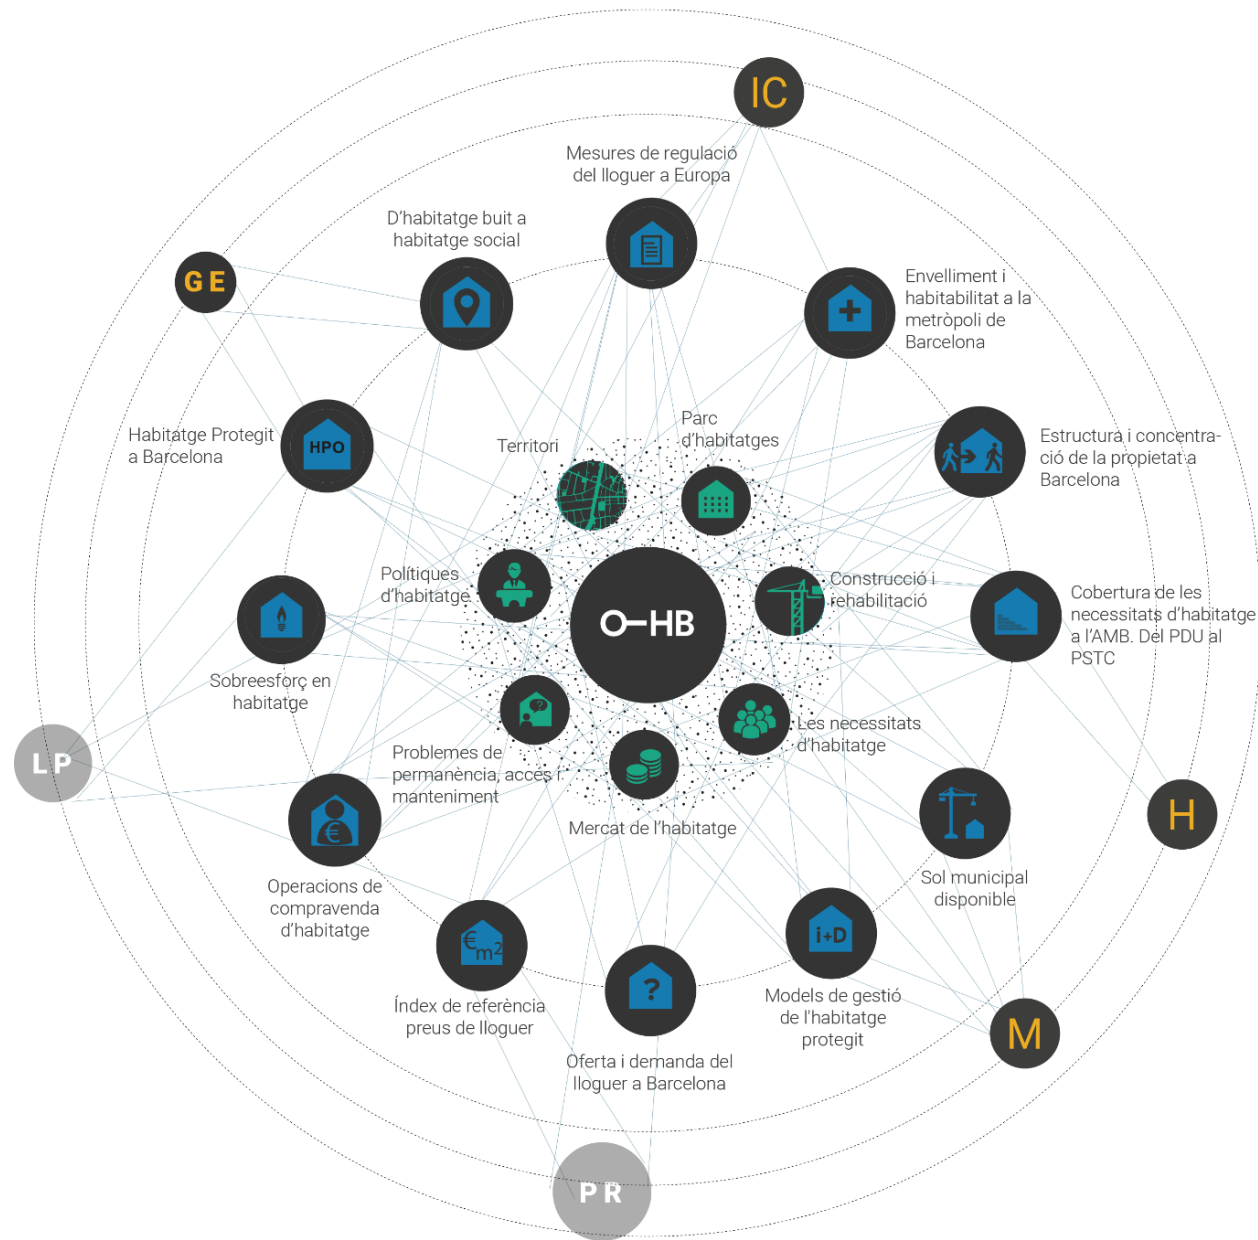 IC
Mesures de regulació
del lloguer a Europa
D'habitatge buit a
habitatge social
GE
Envelliment i
habitabilitat a la
metròpoli de
Barcelona
Parc
d'habitatges
Territori
Habitatge Protegit
a Barcelona
HPO
Estructura i concentra-
ció de la propietat a
Barcelona
Polítiques
d'habitatge
Construcció i
rehabilitació
O-HB
Cobertura de les
necessitats d'habitatge
a l'AMB. Del PDU al
PSTC
Sobreesforç en
habitatge
?
Les necessitats
d'habitatge
LP
Problemes de
permanència, accés i
manteniment
Mercat de l'habitatge
€
H
Operacions de
compravenda
d'habitatge
Sol municipal
disponible
€m²
i+D
?
Índex de referència
preus de lloguer
Models de gestió
de l'habitatge
protegit
Oferta i demanda del
lloguer a Barcelona
M
PR